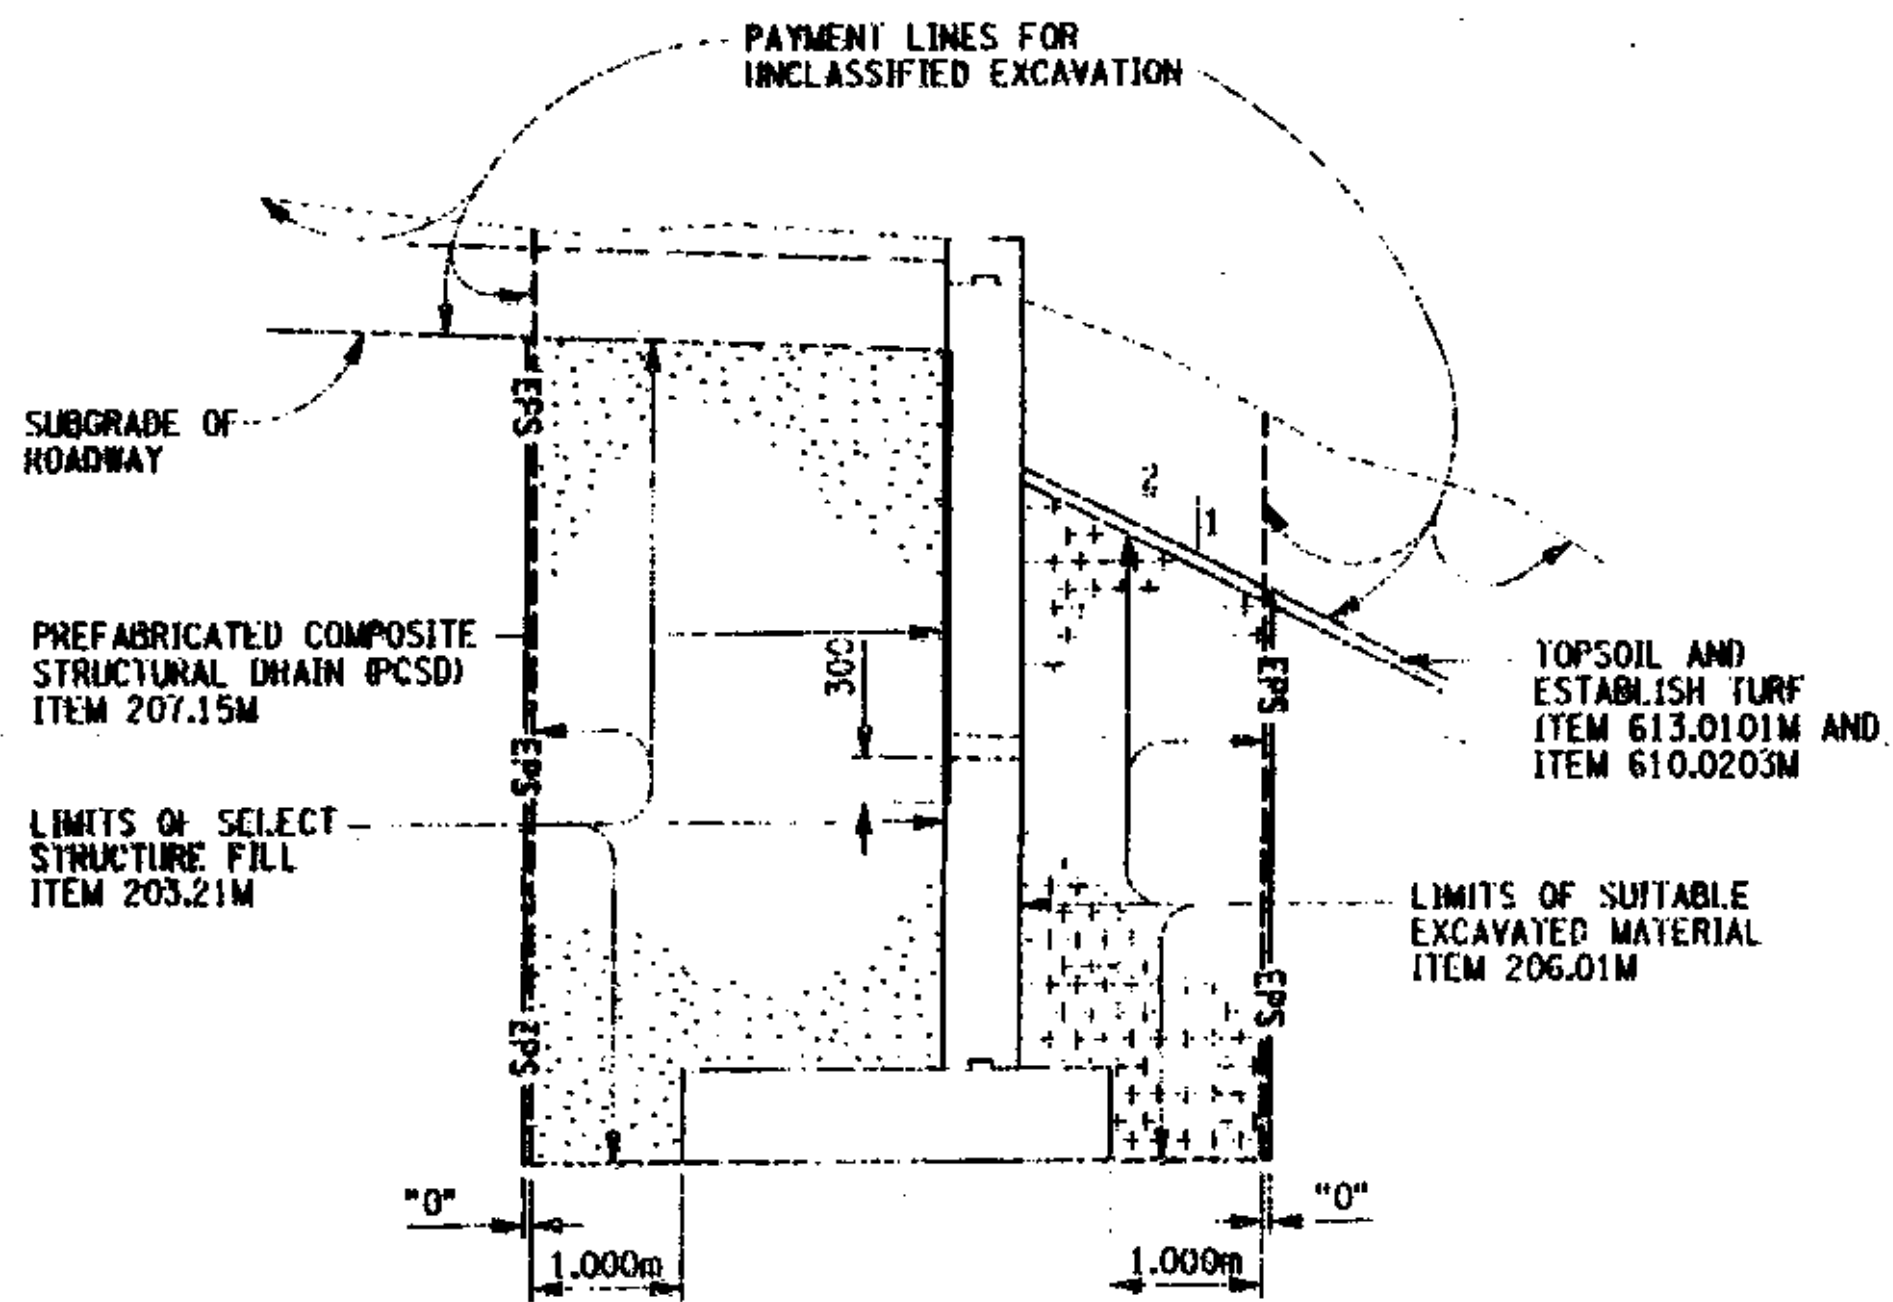 PAYMENT LINES FOR
UNCLASSIFIED EXCAVATION
SUBGRADE OF
ROADWAY
EPS
2
1
PREFABRICATED COMPOSITE
STRUCTURAL DRAIN (PCSD)
ITEM 207.15M
300
EPS
TOPSOIL AND
ESTABLISH TURF
ITEM 613.0101M AND
ITEM 610.0203M
EPS
LIMITS OF SELECT
STRUCTURE FILL
ITEM 203.21M
LIMITS OF SUITABLE
EXCAVATED MATERIAL
ITEM 206.01M
EPS
EPS
"0"
"0"
1.000m
1.000m